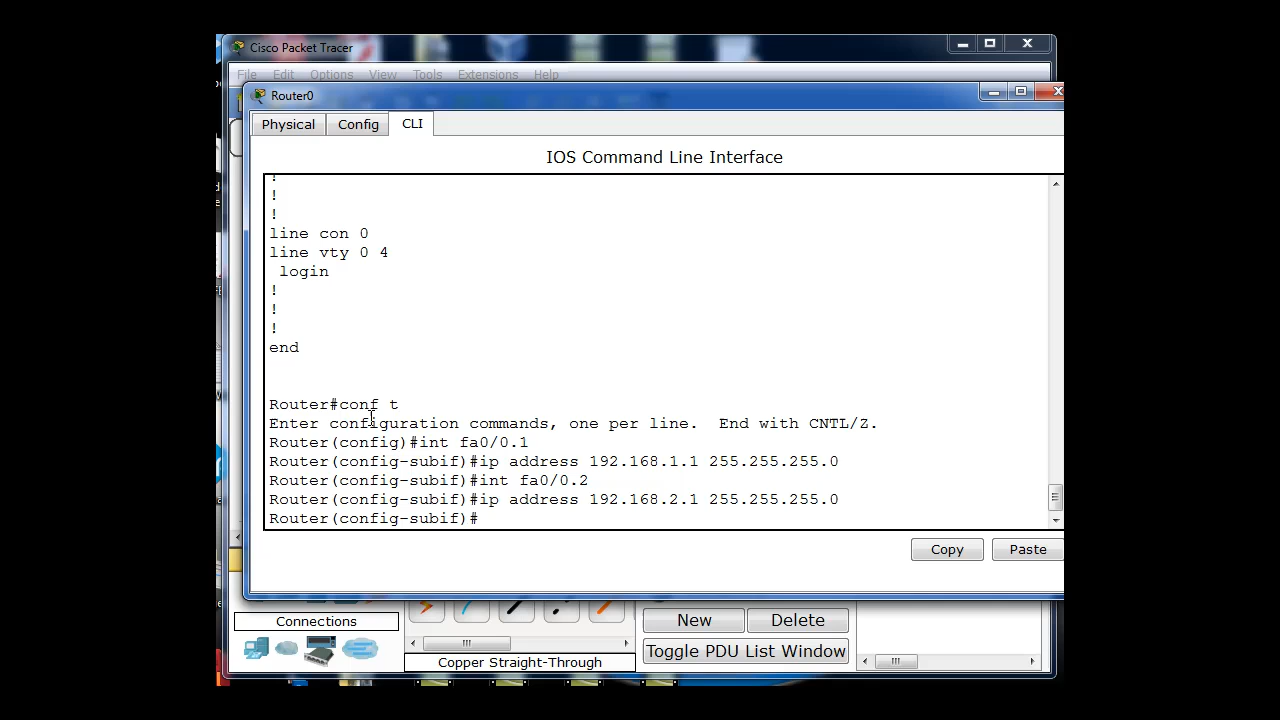 Cisco Packet Tracer
File Edit Options View Tools Extensions Help
Router0
Physical Config CLI
IOS Command Line Interface
!
!
!
line con 0
line vty 0 4
 login
!
!
!
end
Router#conf t
Enter configuration commands, one per line.  End with CNTL/Z.
Router(config)#int fa0/0.1
Router(config-subif)#ip address 192.168.1.1 255.255.255.0
Router(config-subif)#int fa0/0.2
Router(config-subif)#ip address 192.168.2.1 255.255.255.0
Router(config-subif)#
Copy Paste
Connections
Copper Straight-Through
New Delete
Toggle PDU List Window